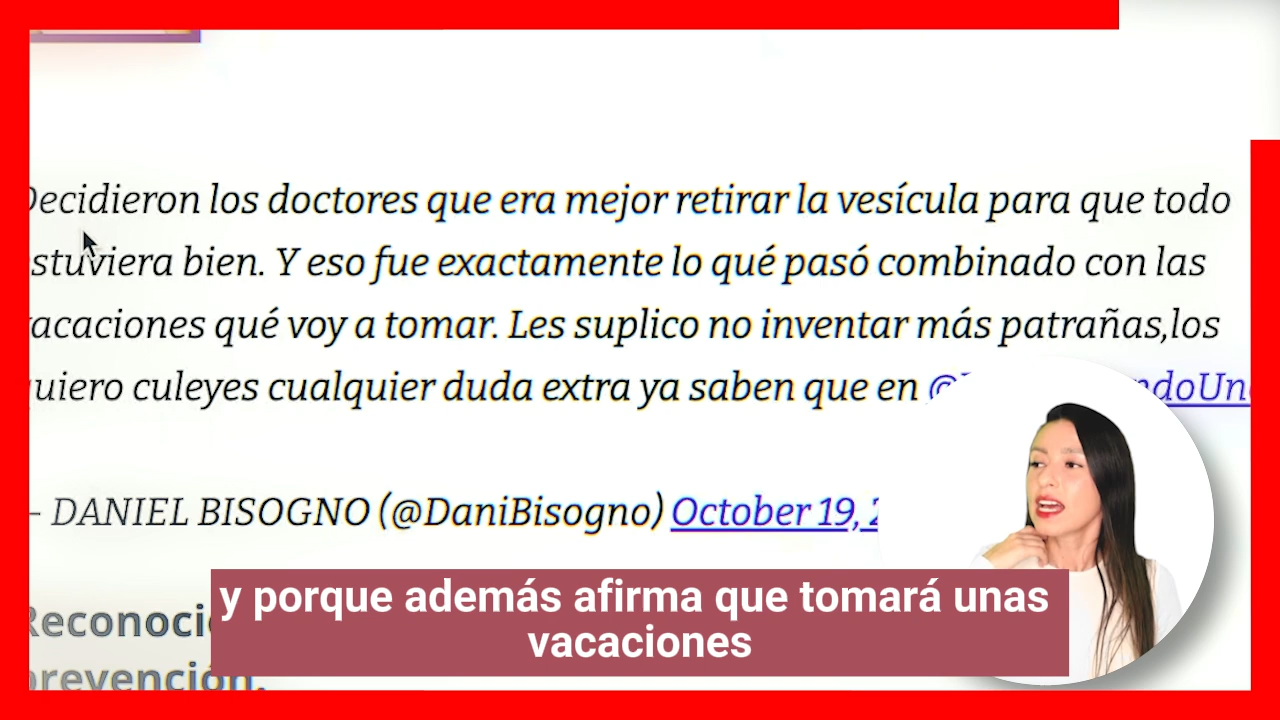 Decidieron los doctores que era mejor retirar la vesícula para que todo
stuviera bien. Y eso fue exactamente lo qué pasó combinado con las
vacaciones qué voy a tomar. Les suplico no inventar más patrañas,los
quiero culeyes cualquier duda extra ya saben que en
— DANIEL BISOGNO (@DaniBisogno) October 19,
y porque además afirma que tomará unas
vacaciones
prevención.